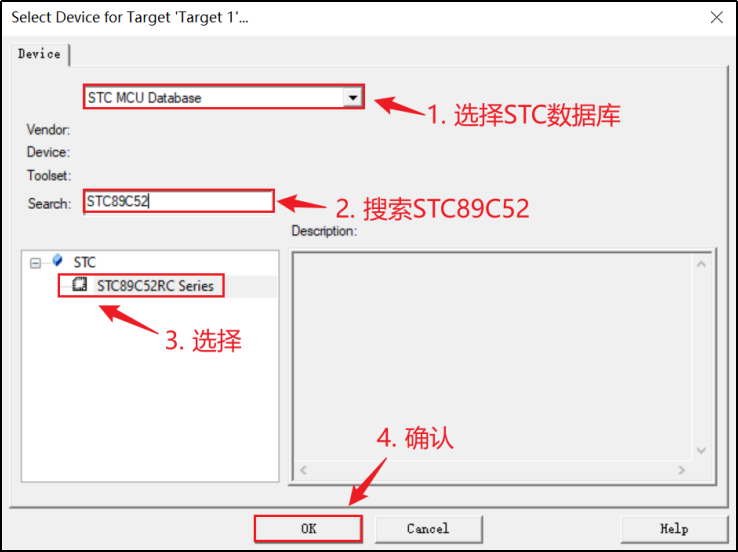 Select Device for Target 'Target 1'...
Device
STC MCU Database
1. 选择STC数据库
Vendor:
Device:
Toolset:
Search:
STC89C52
2. 搜索STC89C52
Description:
STC
STC89C52RC Series
3. 选择
4. 确认
OK
Cancel
Help